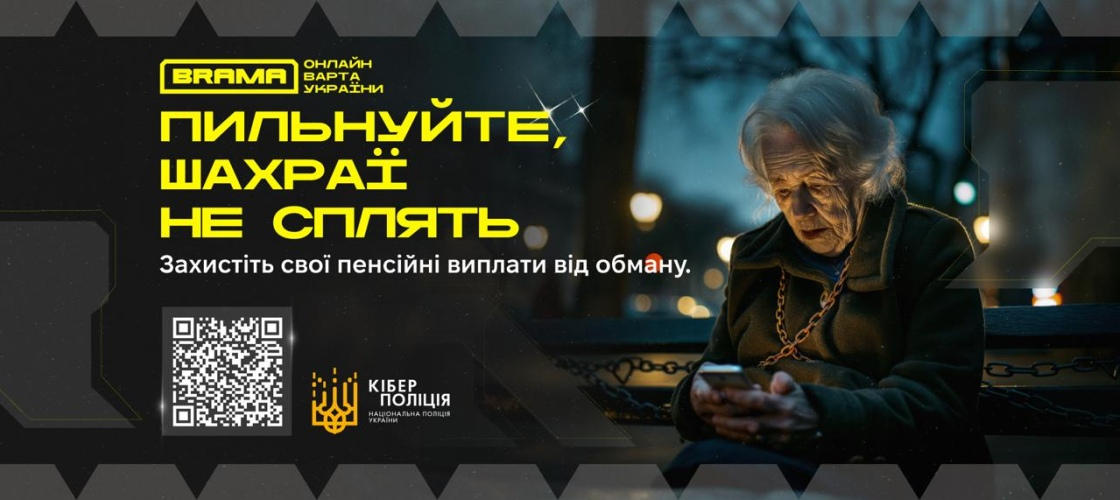 BRAMA
ОНЛАЙН
ВАРТА
УКРАЇНИ
ПИЛЬНУЙТЕ,
ШАХРАЇ
НЕ СПЛЯТЬ
Захистіть свої пенсійні виплати від обману.
КІБЕР
ПОЛІЦІЯ
НАЦІОНАЛЬНА ПОЛІЦІЯ
УКРАЇНИ